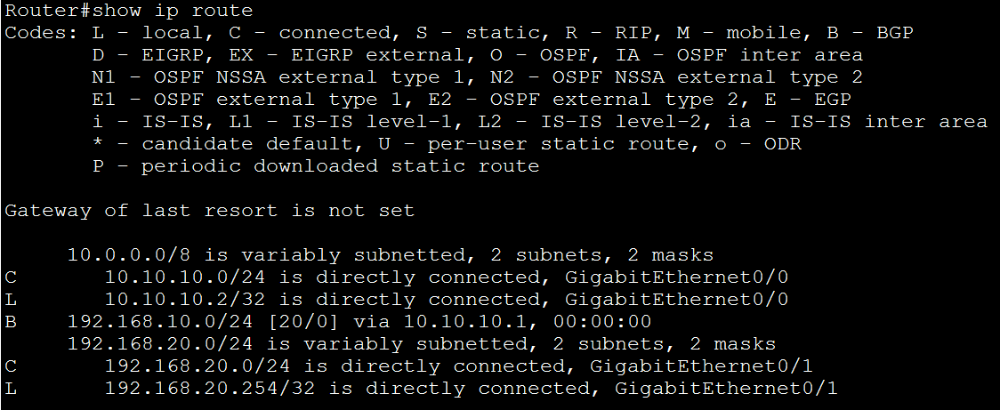 Router#show ip route
Codes: L - local, C - connected, S - static, R - RIP, M - mobile, B - BGP
       D - EIGRP, EX - EIGRP external, O - OSPF, IA - OSPF inter area
       N1 - OSPF NSSA external type 1, N2 - OSPF NSSA external type 2
       E1 - OSPF external type 1, E2 - OSPF external type 2, E - EGP
       i - IS-IS, L1 - IS-IS level-1, L2 - IS-IS level-2, ia - IS-IS inter area
       * - candidate default, U - per-user static route, o - ODR
       P - periodic downloaded static route

Gateway of last resort is not set

     10.0.0.0/8 is variably subnetted, 2 subnets, 2 masks
C       10.10.10.0/24 is directly connected, GigabitEthernet0/0
L       10.10.10.2/32 is directly connected, GigabitEthernet0/0
B    192.168.10.0/24 [20/0] via 10.10.10.1, 00:00:00
     192.168.20.0/24 is variably subnetted, 2 subnets, 2 masks
C       192.168.20.0/24 is directly connected, GigabitEthernet0/1
L       192.168.20.254/32 is directly connected, GigabitEthernet0/1